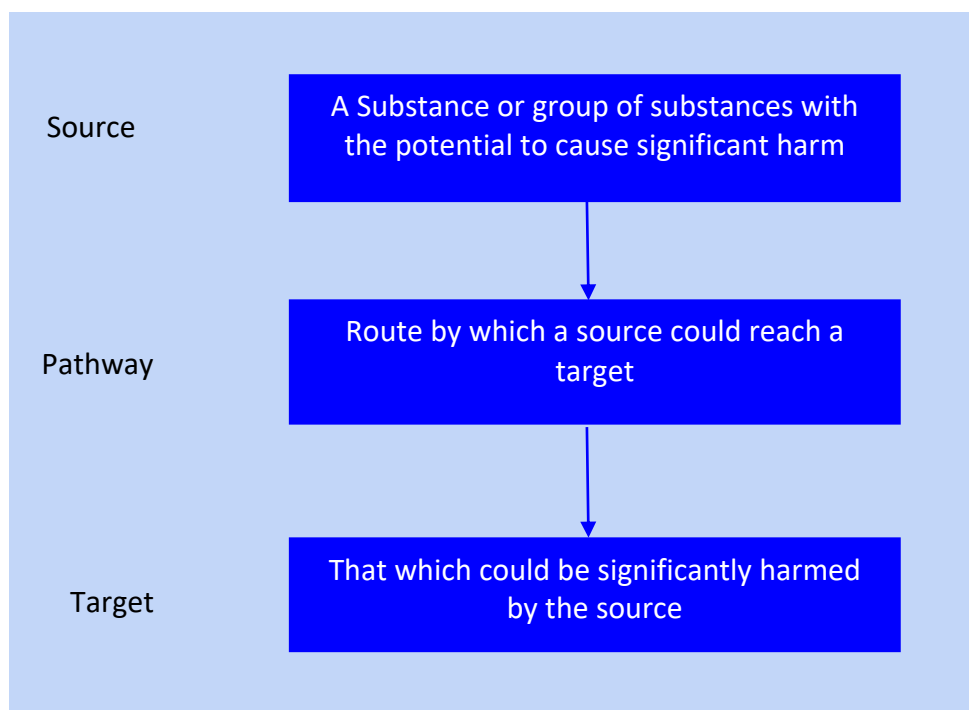 Source
A Substance or group of substances with
the potential to cause significant harm
Pathway
Route by which a source could reach a
target
Target
That which could be significantly harmed
by the source